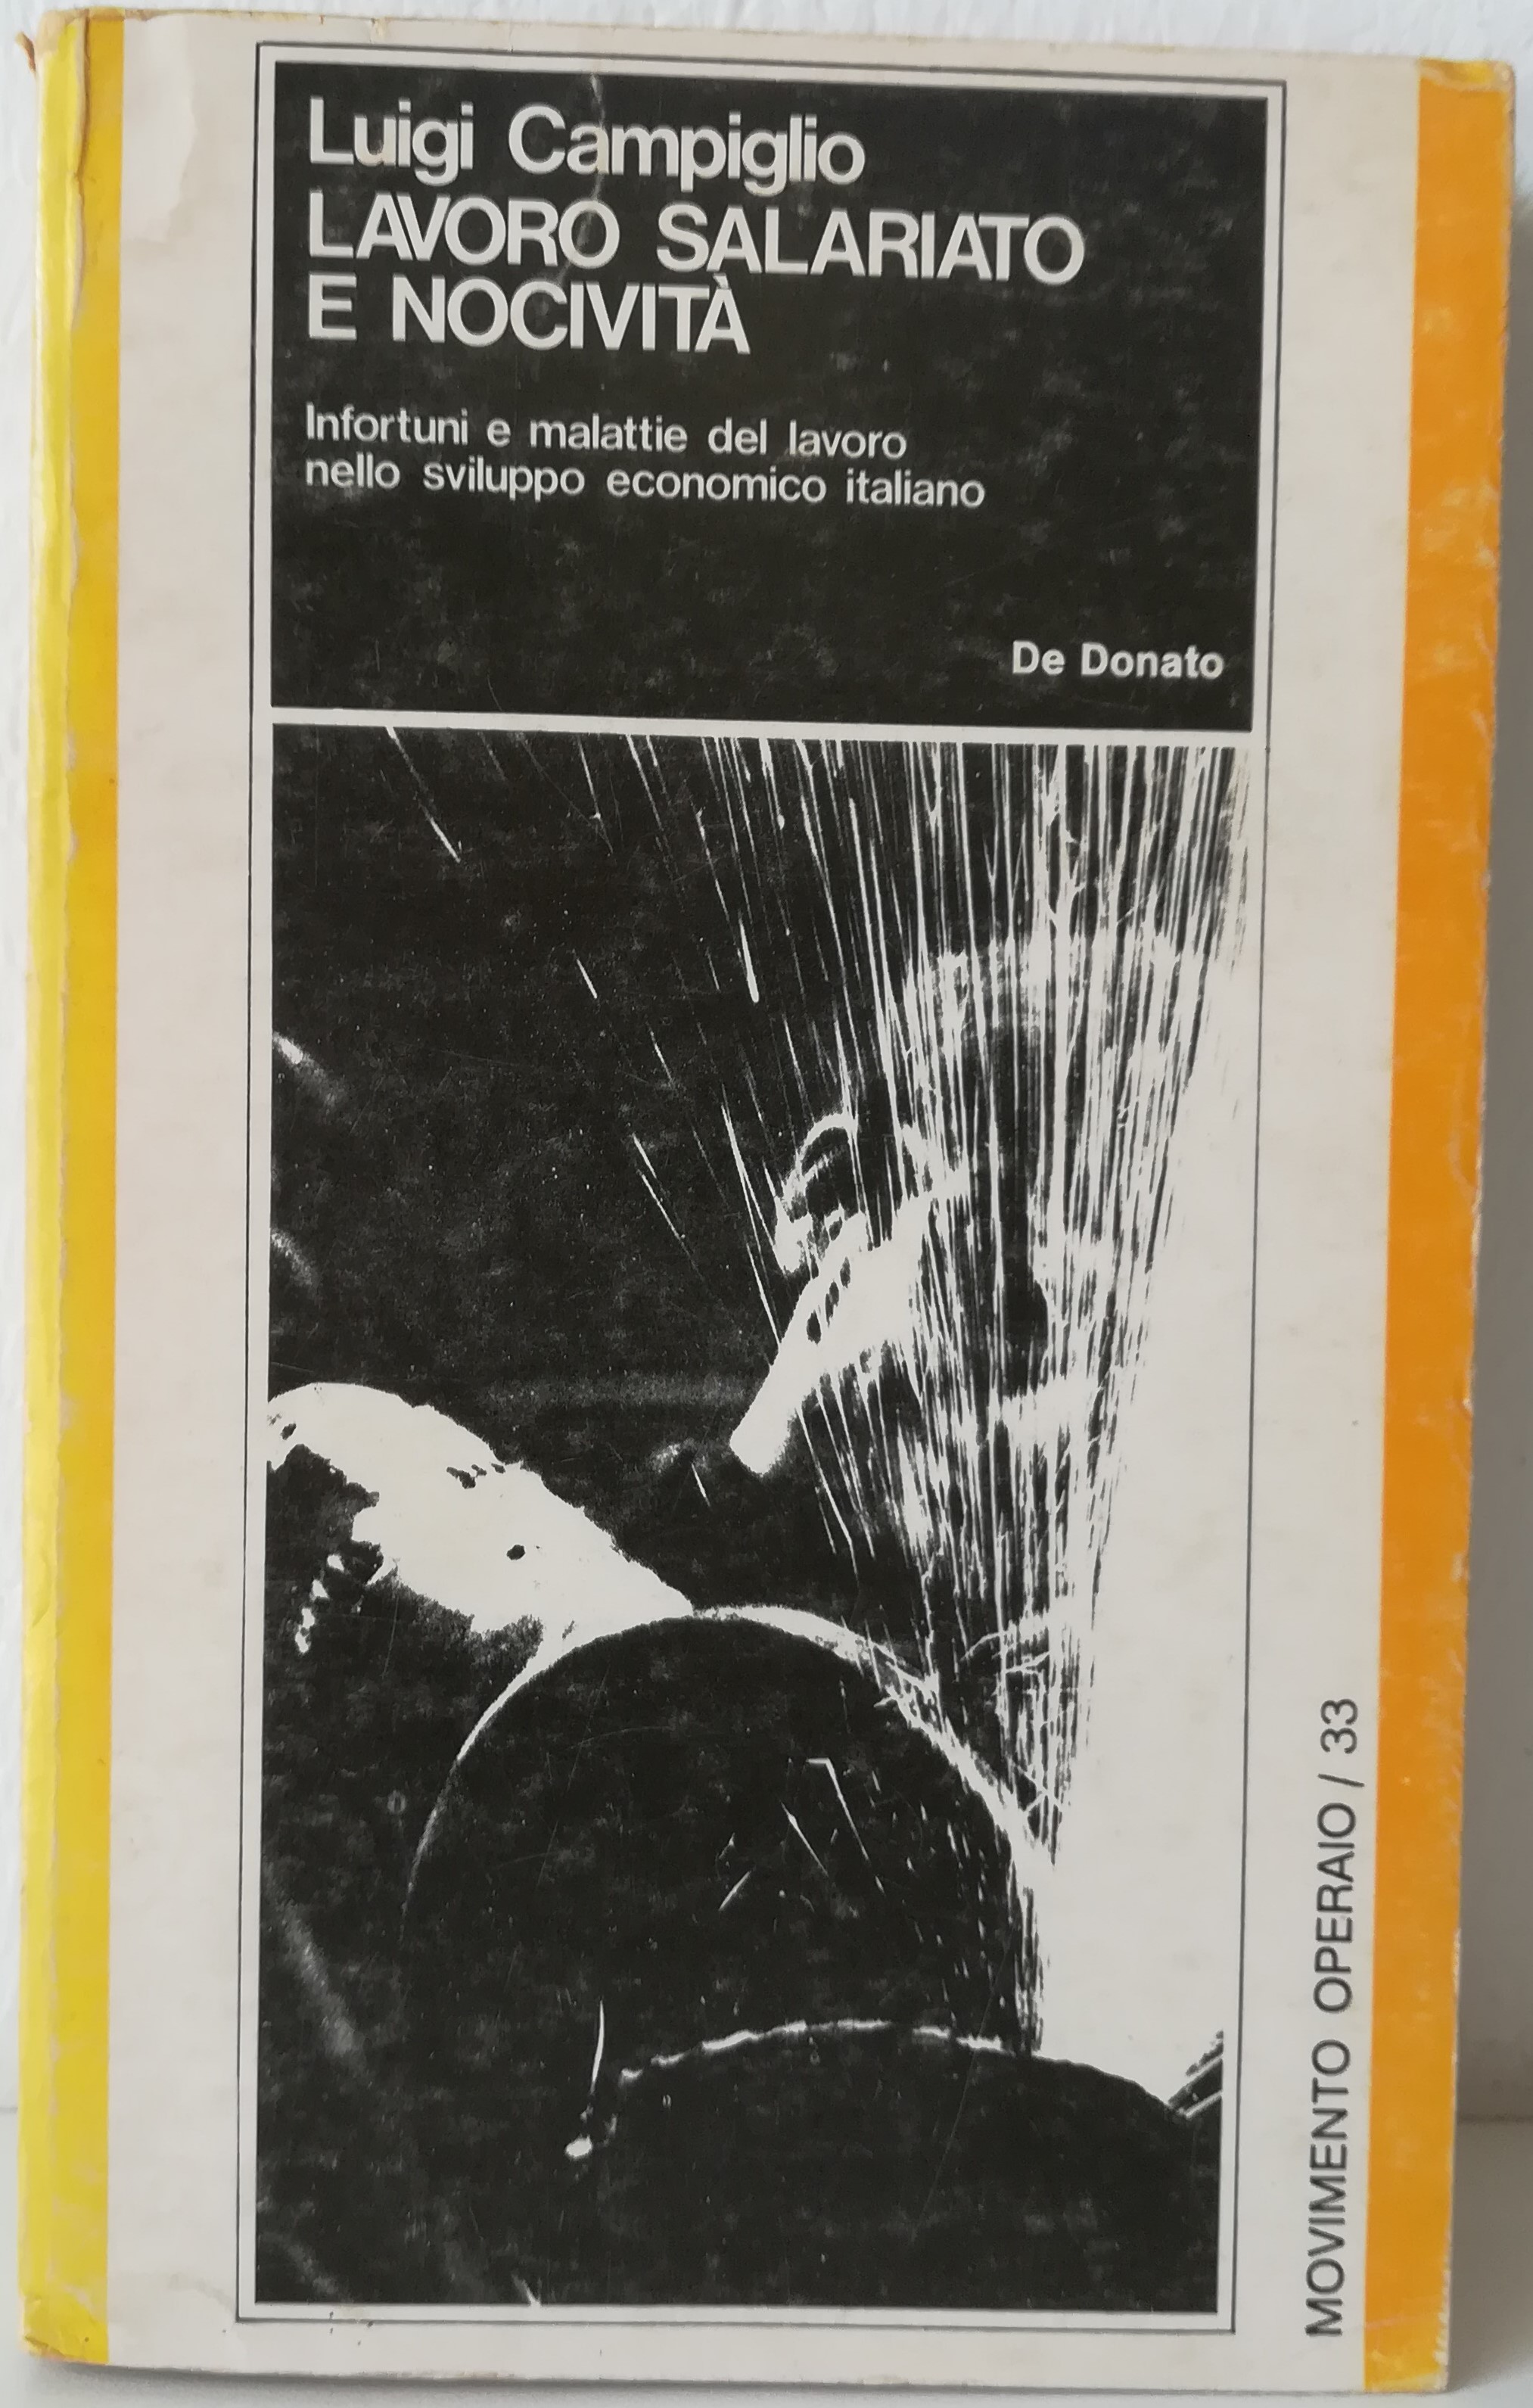 Luigi Campiglio
LAVORO SALARIATO
E NOCIVITÀ
Infortuni e malattie del lavoro
nello sviluppo economico italiano
De Donato
MOVIMENTO OPERAIO / 33